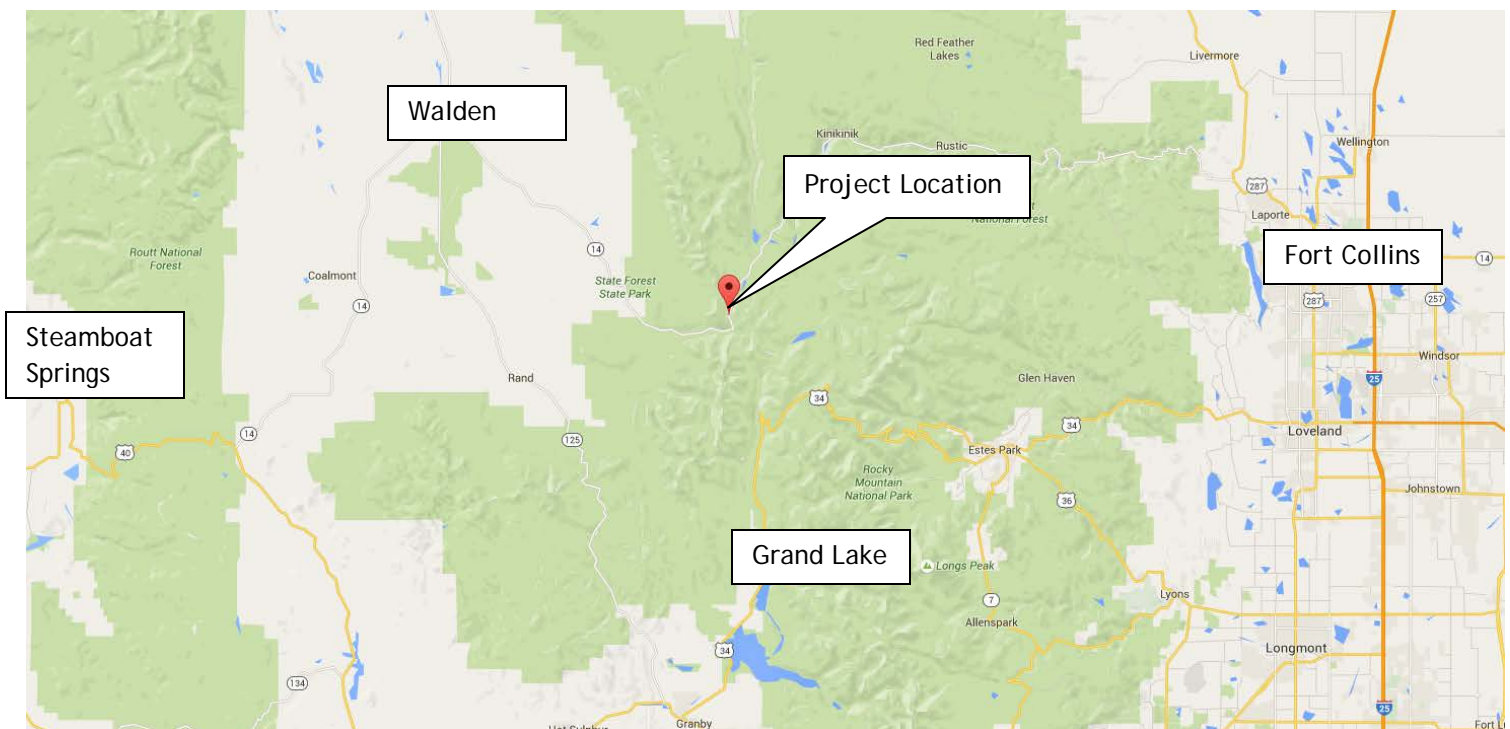 Red Feather
Lakes
Livermore
Walden
Kinikinik
Rustic
Wellington
Project Location
287
Laporte
National Forest
Routt National
Forest
14
Fort Collins
14
Coalmont
State Forest
State Park
14
287
257
Steamboat
Springs
Windsor
Rand
Glen Haven
25
34
14
125
34
Loveland
40
Estes Park
Rocky
Mountain
National Park
36
Johnstown
Grand Lake
Longs Peak
7
Lyons
Allenspark
34
Longmont
134
25
Granby